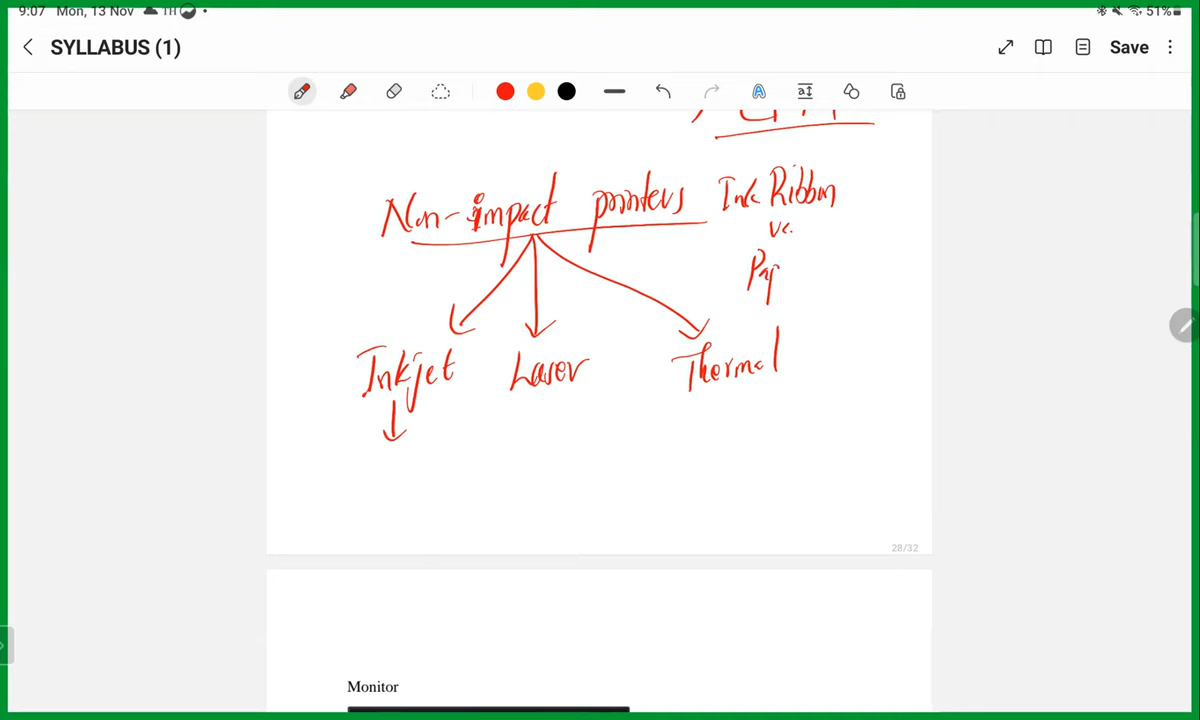 9:07 Mon, 13 Nov TH 51%
SYLLABUS (1)
Save
Non-impact printers Ink Ribbon
Inkjet Laser Thermal
28/32
Monitor